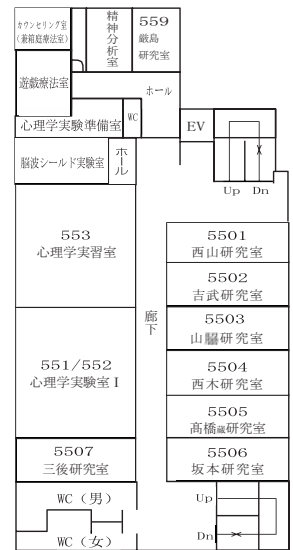 カウンセリング室
(兼箱庭療法室)
精神分析室
559
厳島
研究室
遊戯療法室
ホール
心理学実験準備室
WC
EV
脳波シールド実験室
ホール
Up Dn
553
心理学実習室
5501
西山研究室
5502
吉武研究室
廊下
5503
山脇研究室
551/552
心理学実験室Ⅰ
5504
西木研究室
5505
髙橋蔵研究室
5507
三後研究室
5506
坂本研究室
WC(男)
WC(女)
Up
Dn